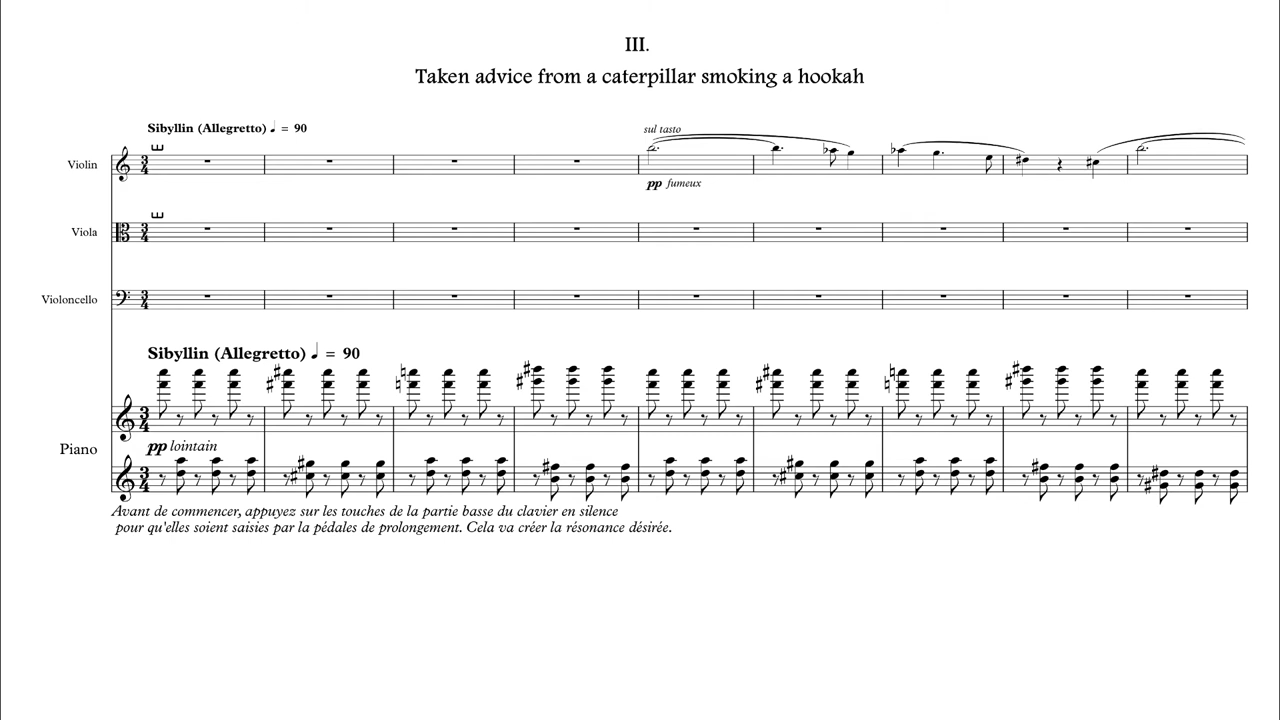 III.
Taken advice from a caterpillar smoking a hookah
Sibyllin (Allegretto) ♩ = 90
sul tasto
Violin
pp fumeux
Viola
Violoncello
Sibyllin (Allegretto) ♩ = 90
Piano
pp lointain
Avant de commencer, appuyez sur les touches de la partie basse du clavier en silence
pour qu'elles soient saisies par la pédales de prolongement. Cela va créer la résonance désirée.